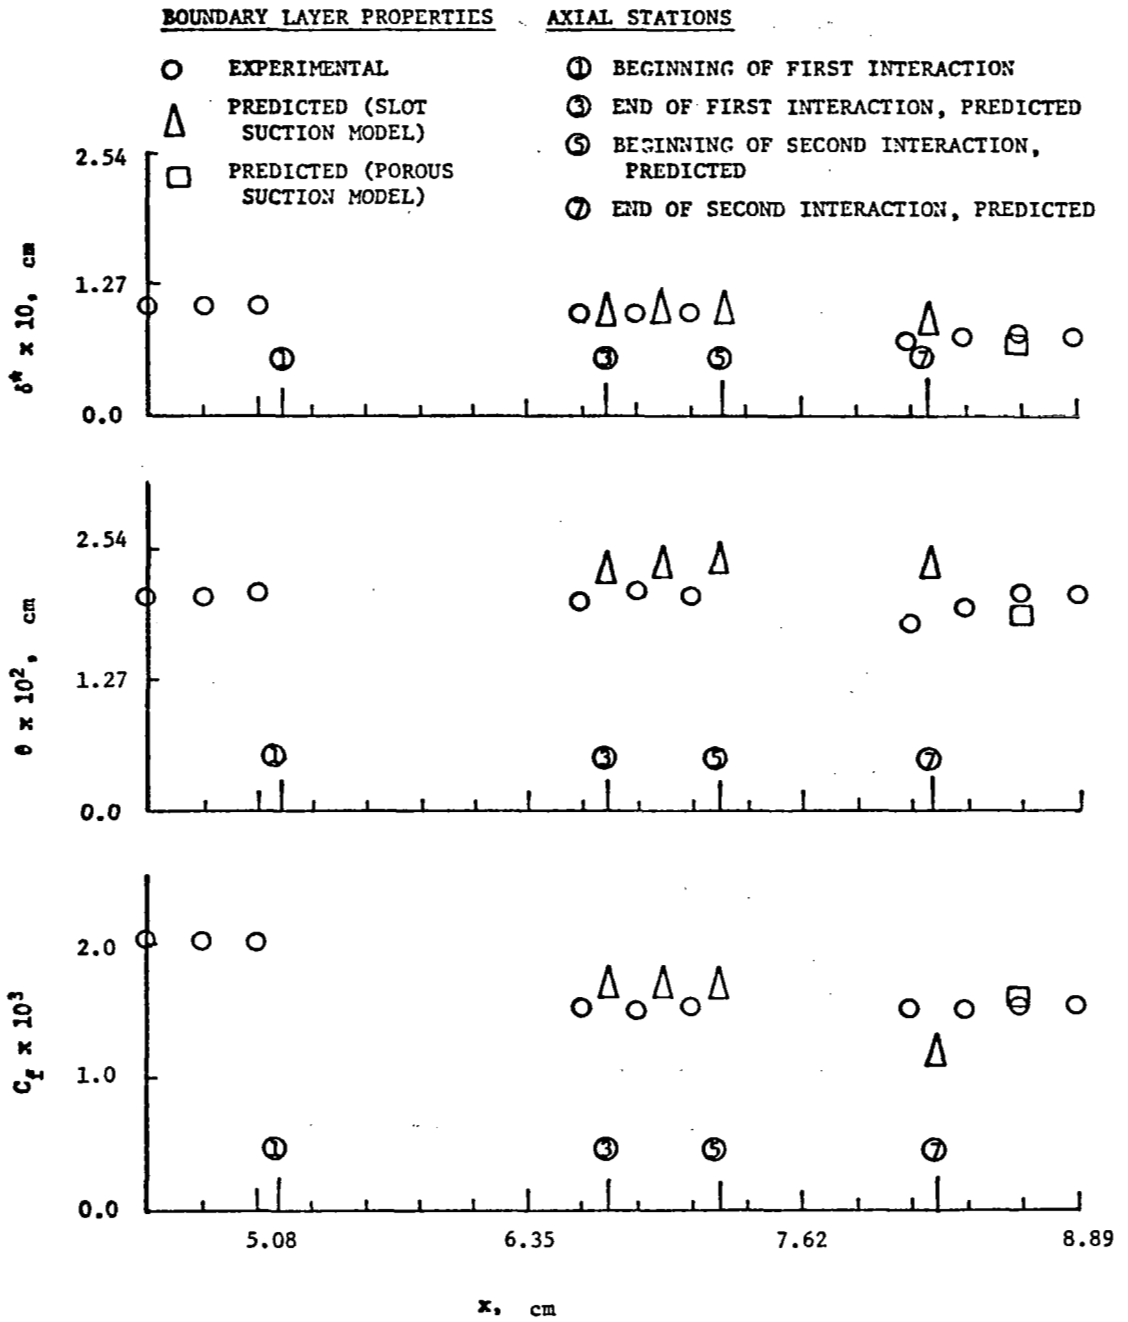 BOUNDARY LAYER PROPERTIES
AXIAL STATIONS
EXPERIMENTAL
PREDICTED (SLOT
SUCTION MODEL)
PREDICTED (POROUS
SUCTION MODEL)
① BEGINNING OF FIRST INTERACTION
③ END OF FIRST INTERACTION, PREDICTED
⑤ BEGINNING OF SECOND INTERACTION,
PREDICTED
⑦ END OF SECOND INTERACTION, PREDICTED
δ* x 10, cm
2.54
1.27
0.0
① ③ ⑤ ⑦
θ x 10², cm
2.54
1.27
0.0
① ③ ⑤ ⑦
C_f x 10³
2.0
1.0
0.0
① ③ ⑤ ⑦
5.08 6.35 7.62 8.89
x, cm